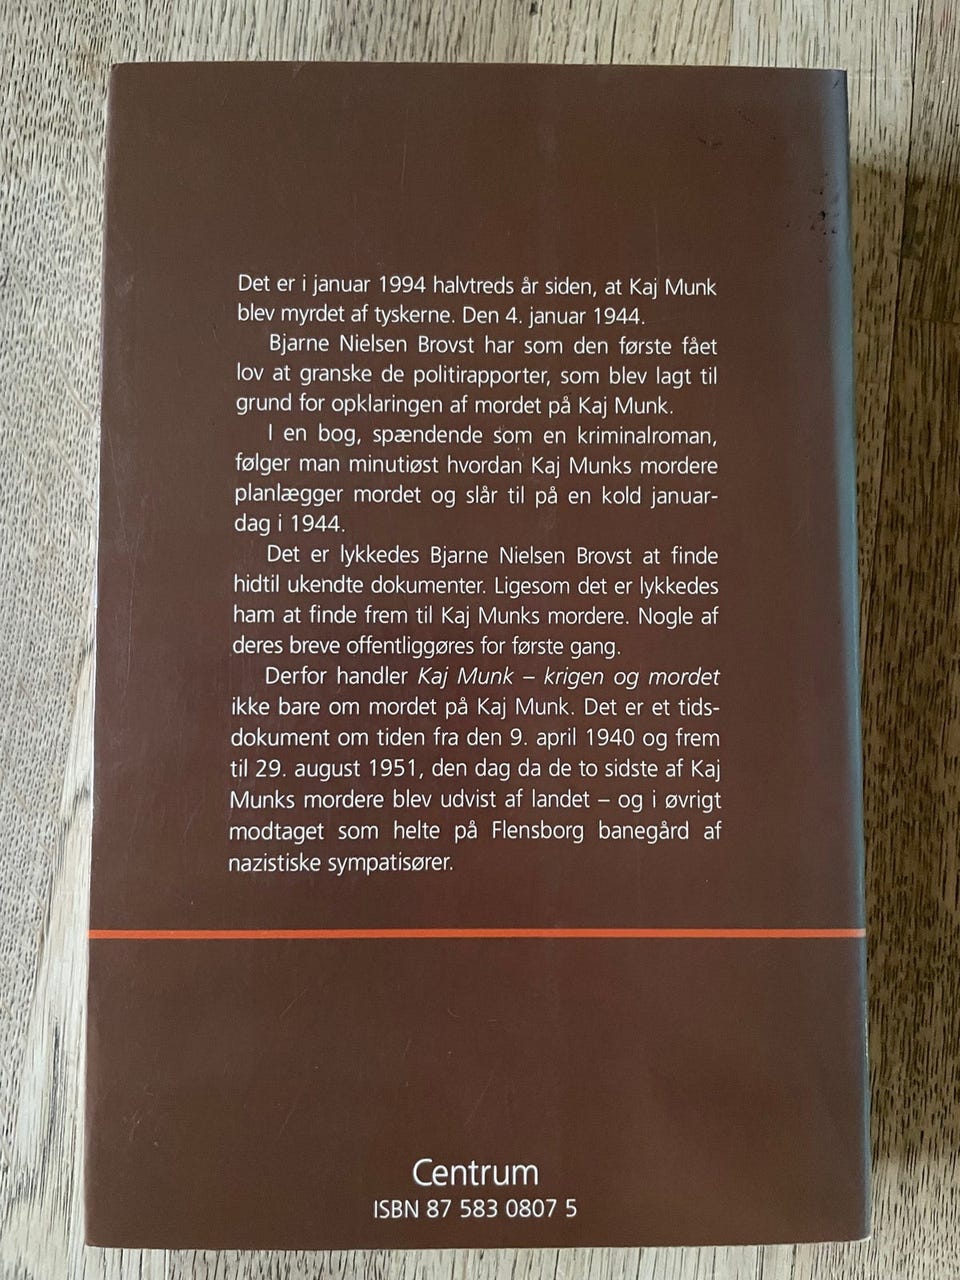 Det er i januar 1994 halvtreds år siden, at Kaj Munk
blev myrdet af tyskerne. Den 4. januar 1944.
Bjarne Nielsen Brovst har som den første fået
lov at granske de politirapporter, som blev lagt til
grund for opklaringen af mordet på Kaj Munk.
I en bog, spændende som en kriminalroman,
følger man minutiøst hvordan Kaj Munks mordere
planlægger mordet og slår til på en kold januar-
dag i 1944.
Det er lykkedes Bjarne Nielsen Brovst at finde
hidtil ukendte dokumenter. Ligesom det er lykkedes
ham at finde frem til Kaj Munks mordere. Nogle af
deres breve offentliggøres for første gang.
Derfor handler Kaj Munk – krigen og mordet
ikke bare om mordet på Kaj Munk. Det er et tids-
dokument om tiden fra den 9. april 1940 og frem
til 29. august 1951, den dag da de to sidste af Kaj
Munks mordere blev udvist af landet – og i øvrigt
modtaget som helte på Flensborg banegård af
nazistiske sympatisører.
Centrum
ISBN 87 583 0807 5